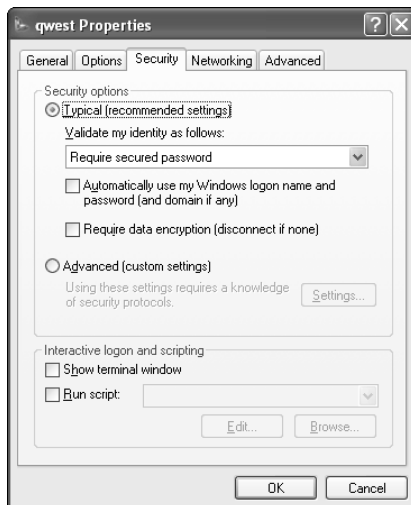 qwest Properties
General Options Security Networking Advanced
Security options
Typical (recommended settings)
Validate my identity as follows:
Require secured password
Automatically use my Windows logon name and
password (and domain if any)
Require data encryption (disconnect if none)
Advanced (custom settings)
Using these settings requires a knowledge
of security protocols.
Settings...
Interactive logon and scripting
Show terminal window
Run script:
Edit... Browse...
OK Cancel